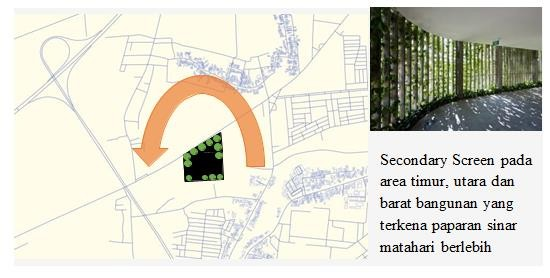 Secondary Screen pada
area timur, utara dan
barat bangunan yang
terkena paparan sinar
matahari berlebih